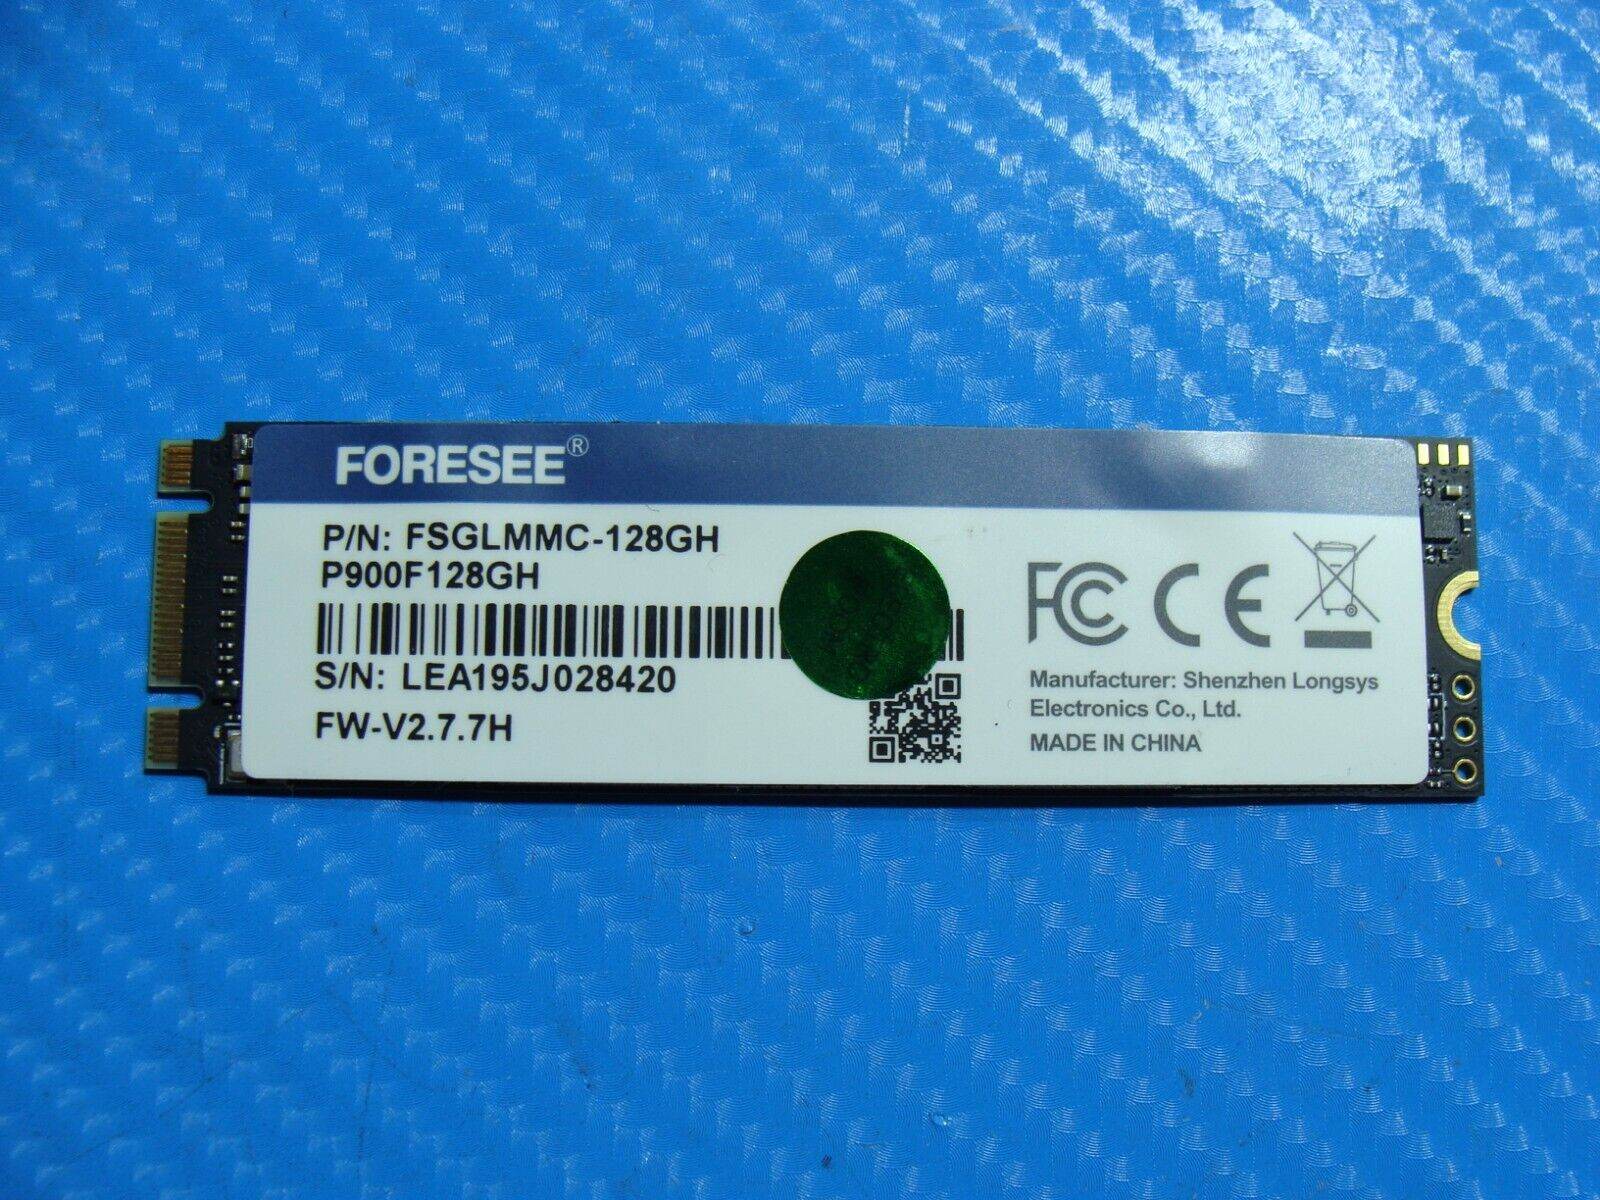 FORESEE®
P/N: FSGLMMC-128GH
P900F128GH
S/N: LEA195J028420
FW-V2.7.7H
FC CE
Manufacturer: Shenzhen Longsys
Electronics Co., Ltd.
MADE IN CHINA